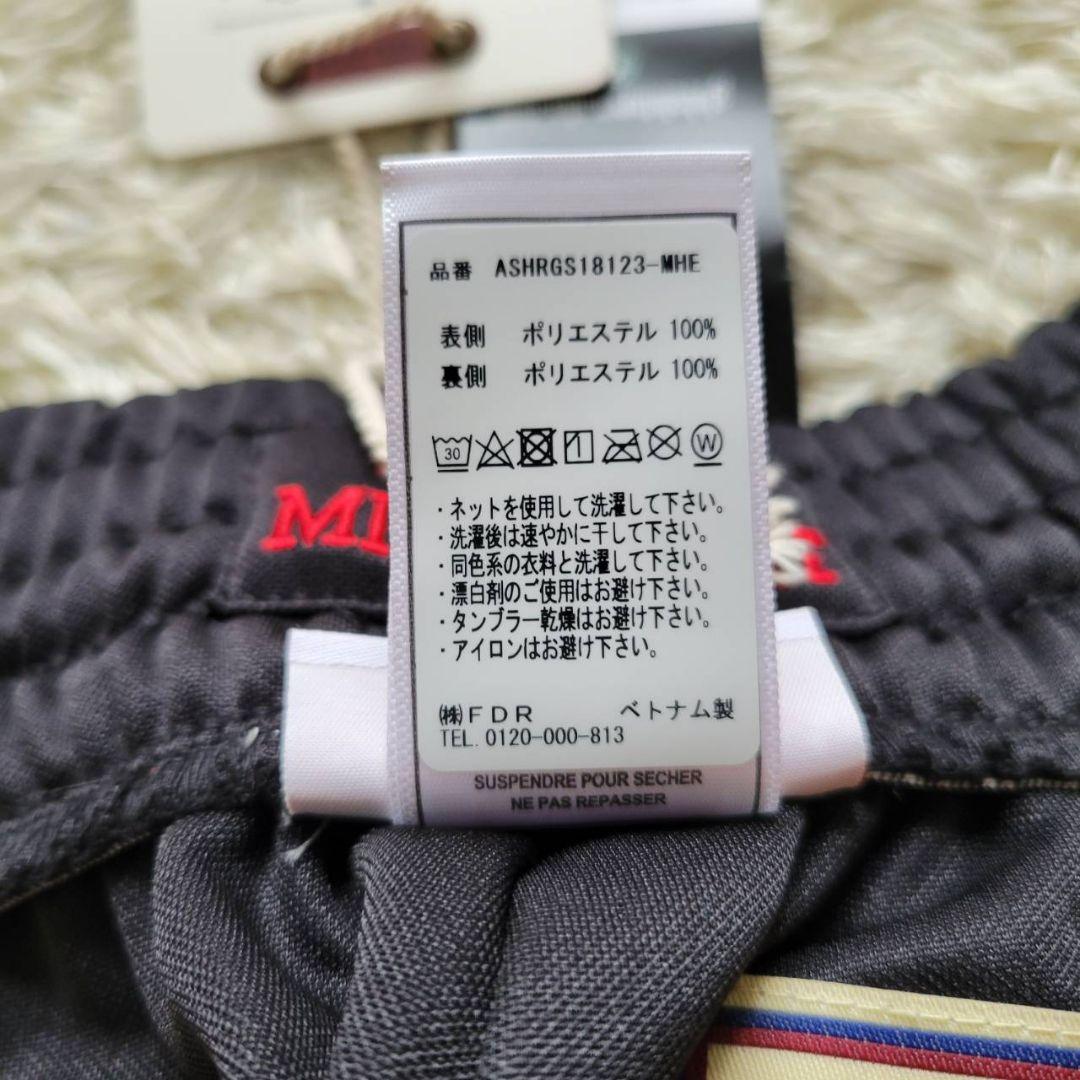 品番 ASHRGS18123-MHE
表側 ポリエステル 100%
裏側 ポリエステル 100%
30 1 W
・ネットを使用して洗濯して下さい。
・洗濯後は速やかに干して下さい。
・同色系の衣料と洗濯して下さい。
・漂白剤のご使用はお避け下さい。
・タンブラー乾燥はお避け下さい。
・アイロンはお避け下さい。
㈱FDR ベトナム製
TEL. 0120-000-813
SUSPENDRE POUR SECHER
NE PAS REPASSER